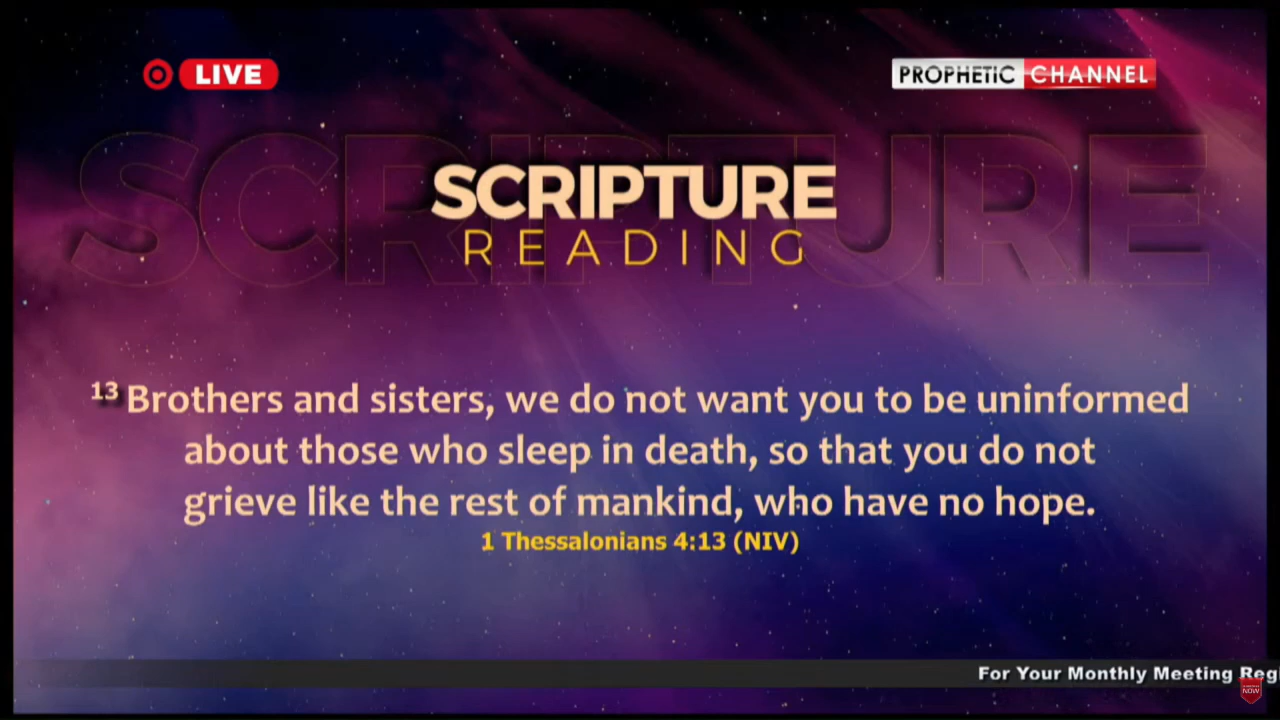 LIVE
PROPHETIC CHANNEL
SCRIPTURE
SCRIPTURE
READING
13 Brothers and sisters, we do not want you to be uninformed
about those who sleep in death, so that you do not
grieve like the rest of mankind, who have no hope.
1 Thessalonians 4:13 (NIV)
For Your Monthly Meeting
NOW